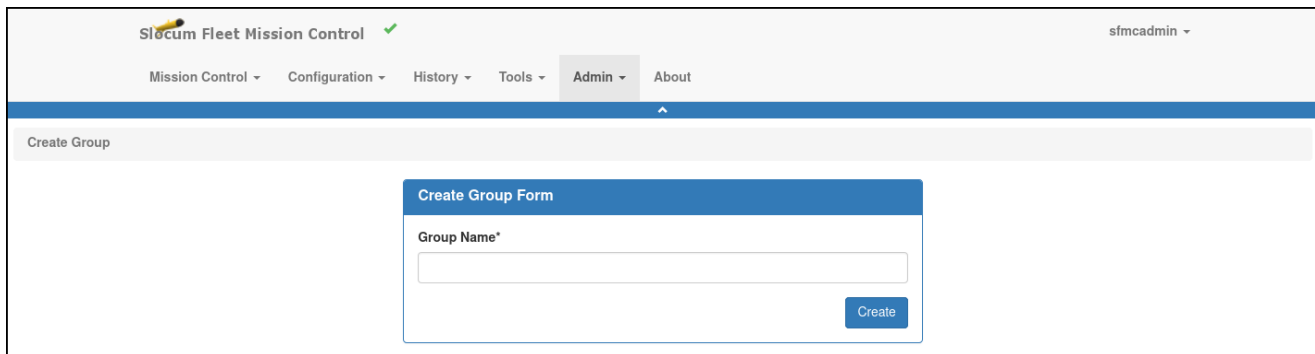 Slocum Fleet Mission Control
sfmcadmin
Mission Control Configuration History Tools Admin About
Create Group
Create Group Form
Group Name*
Create